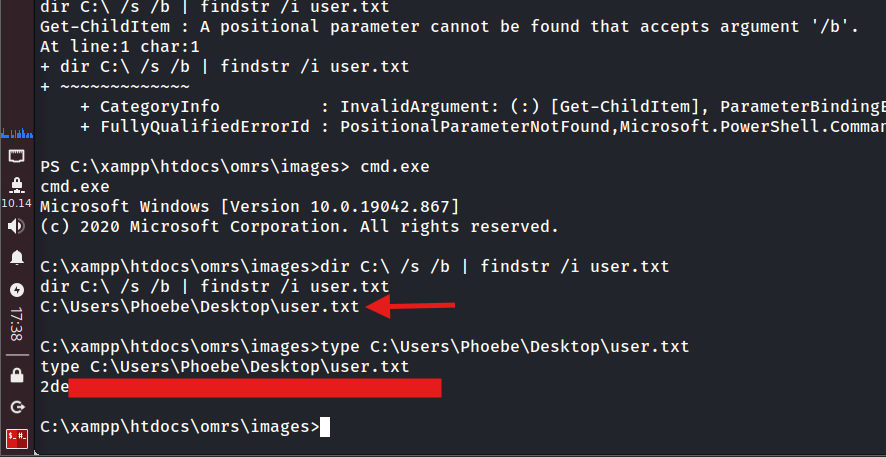 dir C:\ /s /b | findstr /i user.txt
Get-ChildItem : A positional parameter cannot be found that accepts argument '/b'.
At line:1 char:1
+ dir C:\ /s /b | findstr /i user.txt
+ ~~~~~~~~~~~~~
    + CategoryInfo          : InvalidArgument: (:) [Get-ChildItem], ParameterBindingE
    + FullyQualifiedErrorId : PositionalParameterNotFound,Microsoft.PowerShell.Comman
PS C:\xampp\htdocs\omrs\images> cmd.exe
cmd.exe
Microsoft Windows [Version 10.0.19042.867]
(c) 2020 Microsoft Corporation. All rights reserved.
C:\xampp\htdocs\omrs\images>dir C:\ /s /b | findstr /i user.txt
dir C:\ /s /b | findstr /i user.txt
C:\Users\Phoebe\Desktop\user.txt
C:\xampp\htdocs\omrs\images>type C:\Users\Phoebe\Desktop\user.txt
type C:\Users\Phoebe\Desktop\user.txt
2de
C:\xampp\htdocs\omrs\images>
10.14
17:38
$_ #_